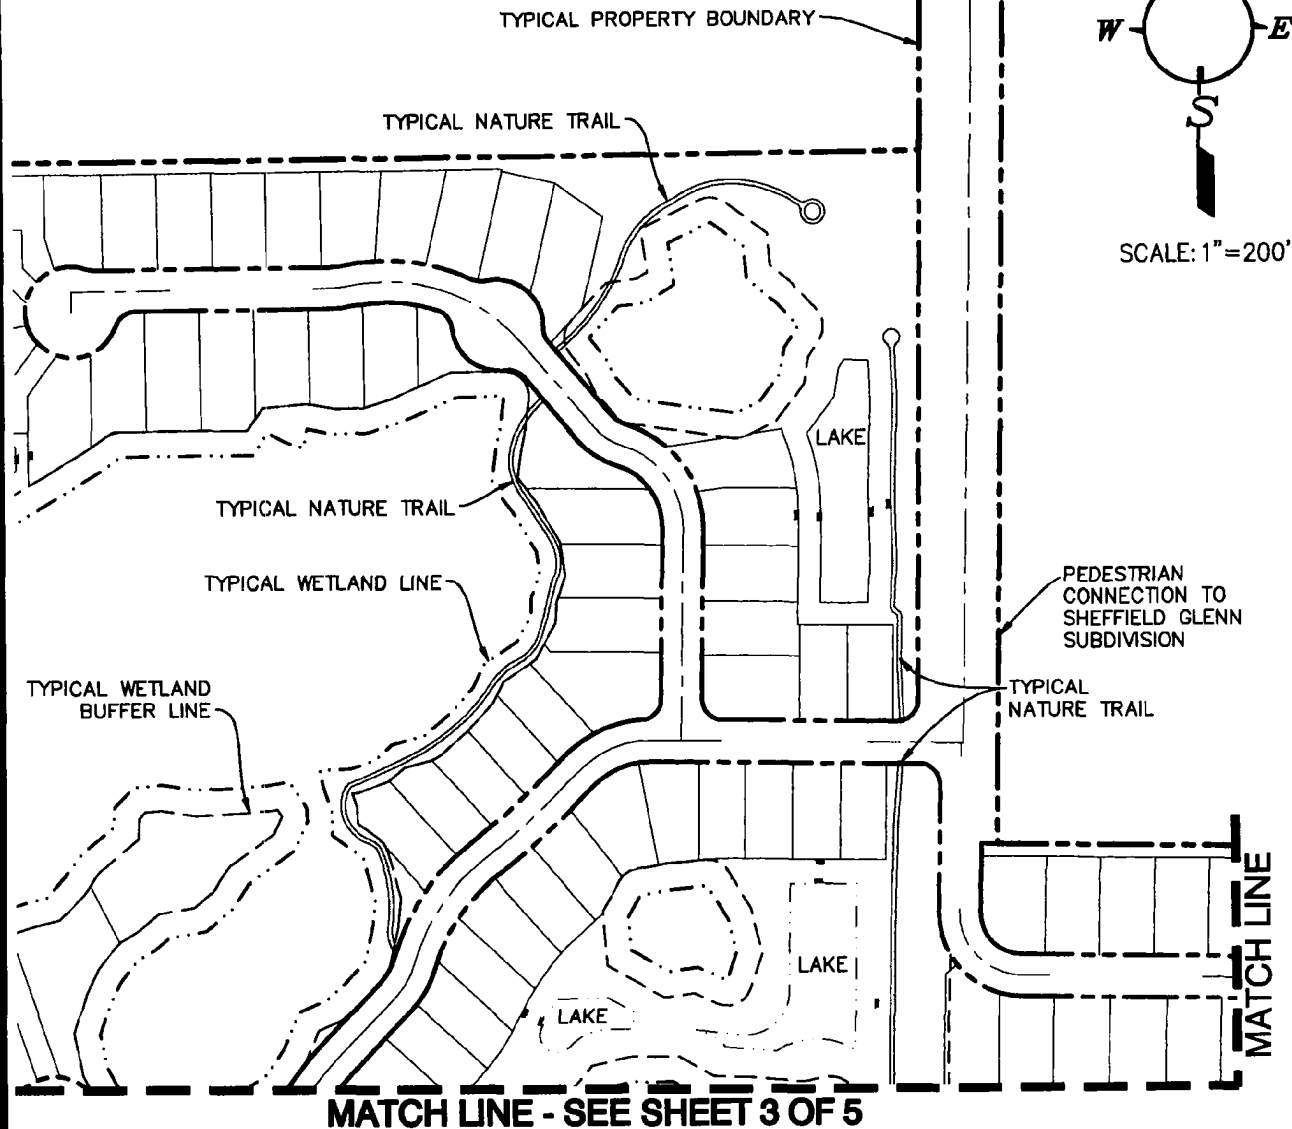 TYPICAL PROPERTY BOUNDARY
W
E
S
TYPICAL NATURE TRAIL
SCALE: 1"=200'
LAKE
TYPICAL NATURE TRAIL
TYPICAL WETLAND LINE
PEDESTRIAN
CONNECTION TO
SHEFFIELD GLENN
SUBDIVISION
TYPICAL WETLAND
BUFFER LINE
TYPICAL
NATURE TRAIL
LAKE
LAKE
MATCH LINE
MATCH LINE - SEE SHEET 3 OF 5